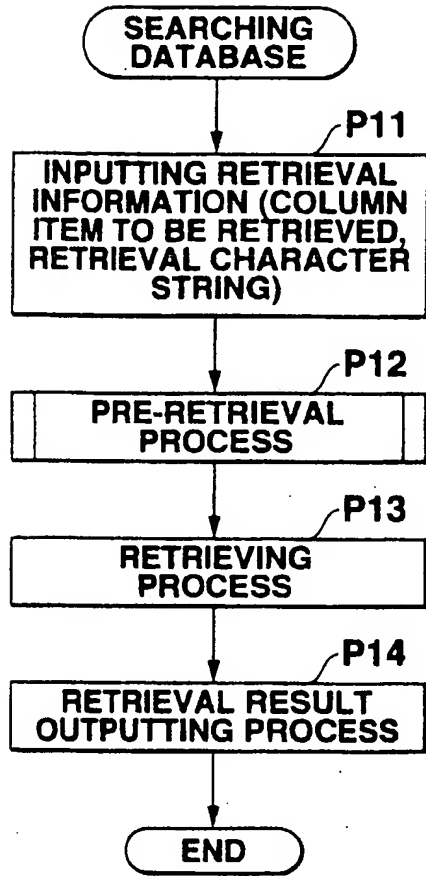 SEARCHING
DATABASE
P11
INPUTTING RETRIEVAL
INFORMATION (COLUMN
ITEM TO BE RETRIEVED,
RETRIEVAL CHARACTER
STRING)
P12
PRE-RETRIEVAL
PROCESS
P13
RETRIEVING
PROCESS
P14
RETRIEVAL RESULT
OUTPUTTING PROCESS
END